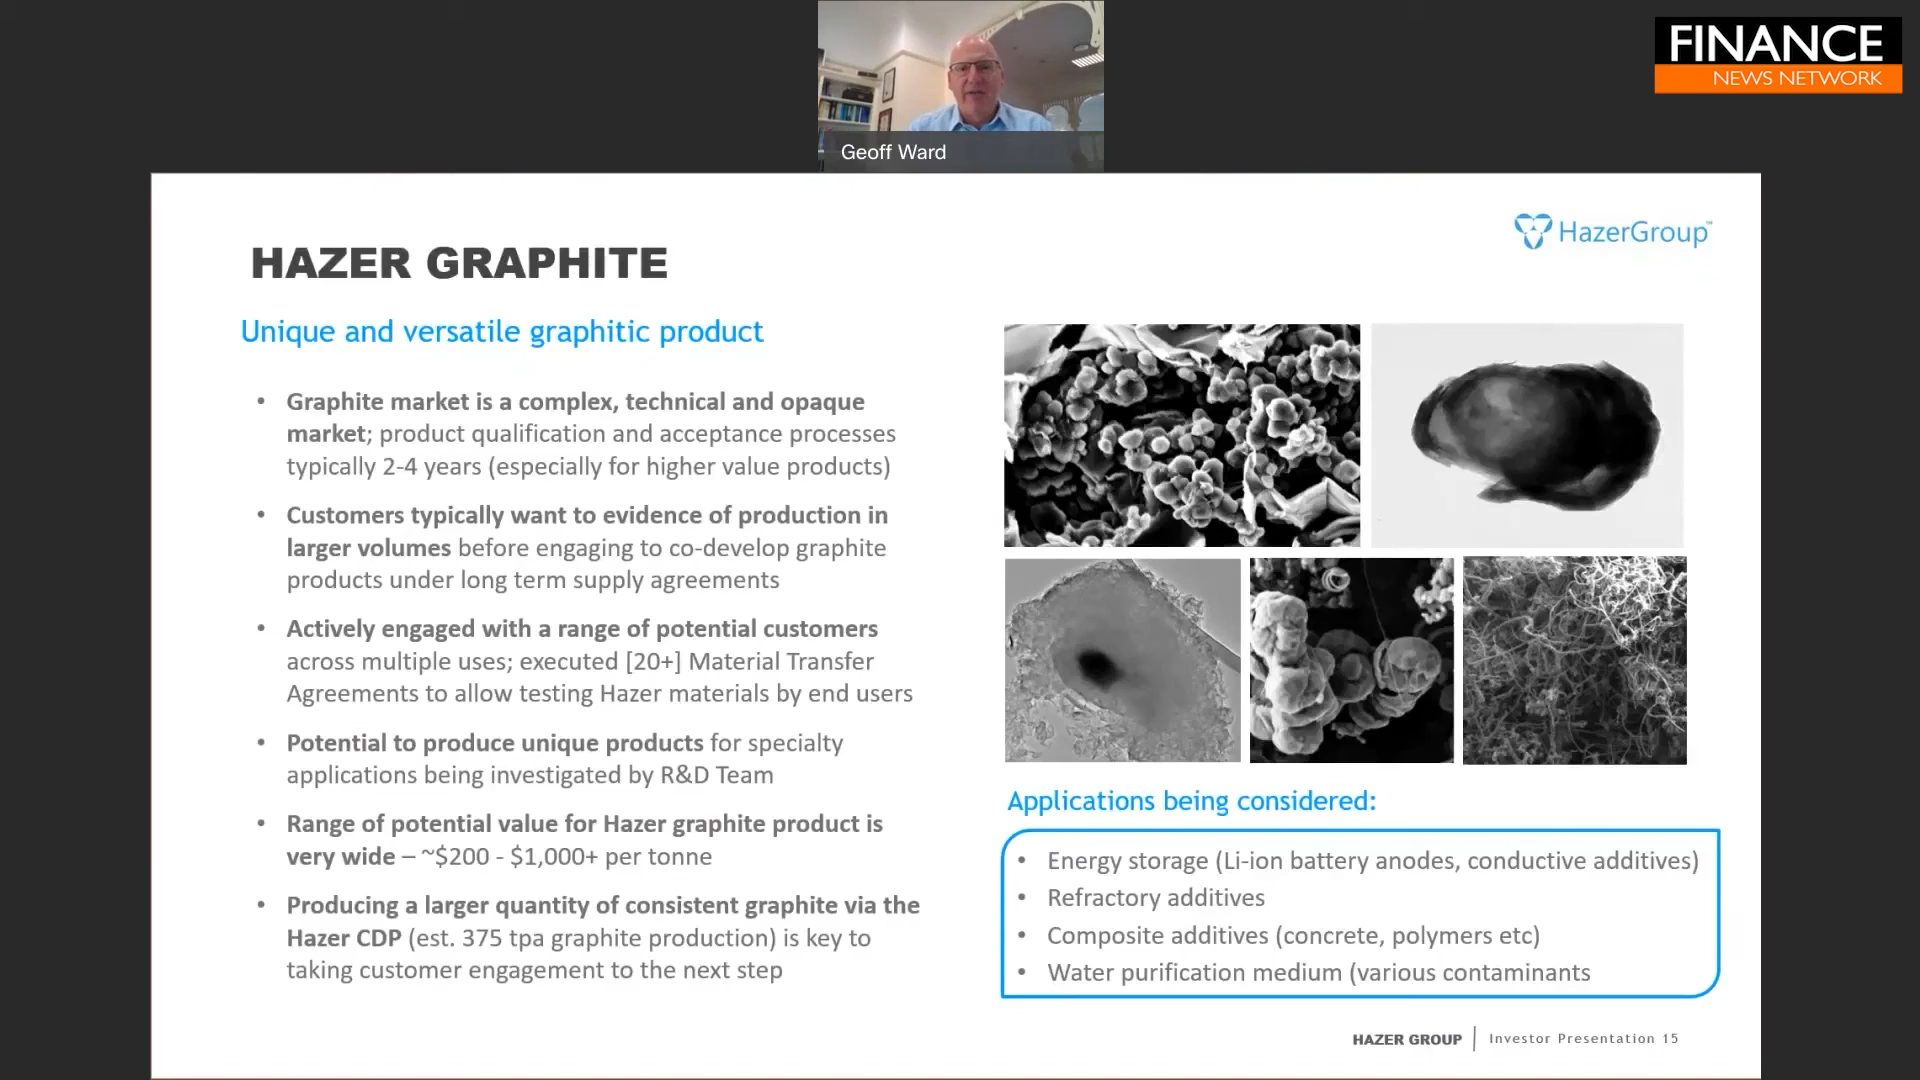 FINANCE
NEWS NETWORK
Geoff Ward
HazerGroup™
HAZER GRAPHITE
Unique and versatile graphitic product
• Graphite market is a complex, technical and opaque
market; product qualification and acceptance processes
typically 2-4 years (especially for higher value products)
• Customers typically want to evidence of production in
larger volumes before engaging to co-develop graphite
products under long term supply agreements
• Actively engaged with a range of potential customers
across multiple uses; executed [20+] Material Transfer
Agreements to allow testing Hazer materials by end users
• Potential to produce unique products for specialty
applications being investigated by R&D Team
• Range of potential value for Hazer graphite product is
very wide – ~$200 - $1,000+ per tonne
• Producing a larger quantity of consistent graphite via the
Hazer CDP (est. 375 tpa graphite production) is key to
taking customer engagement to the next step
Applications being considered:
• Energy storage (Li-ion battery anodes, conductive additives)
• Refractory additives
• Composite additives (concrete, polymers etc)
• Water purification medium (various contaminants
HAZER GROUP | Investor Presentation 15